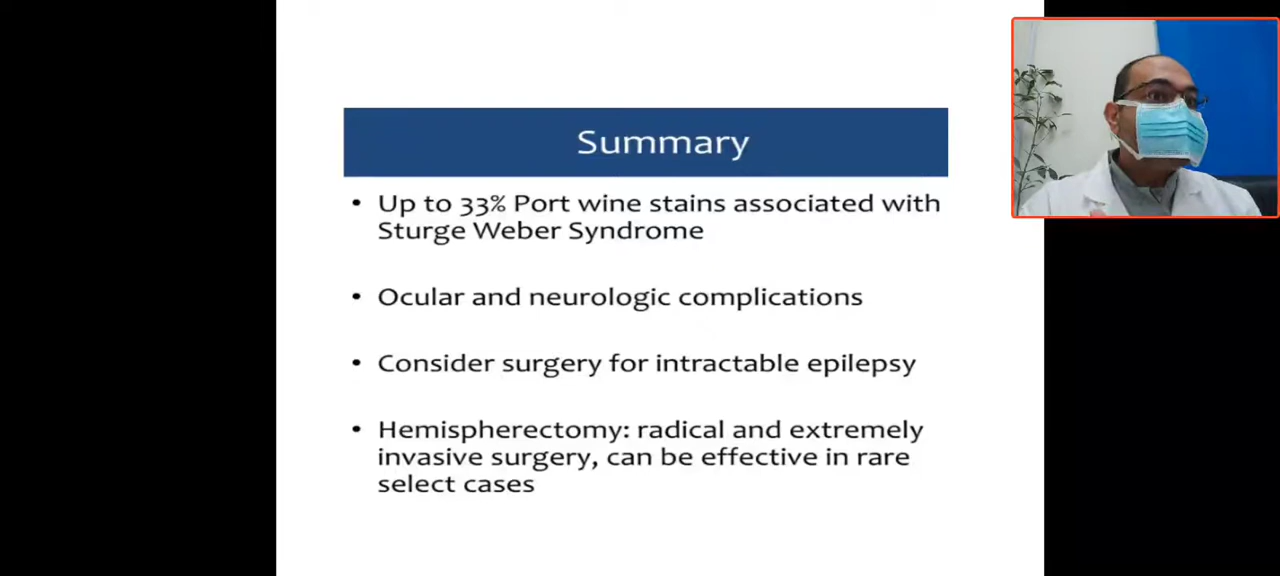 Summary
• Up to 33% Port wine stains associated with
Sturge Weber Syndrome
• Ocular and neurologic complications
• Consider surgery for intractable epilepsy
• Hemispherectomy: radical and extremely
invasive surgery, can be effective in rare
select cases